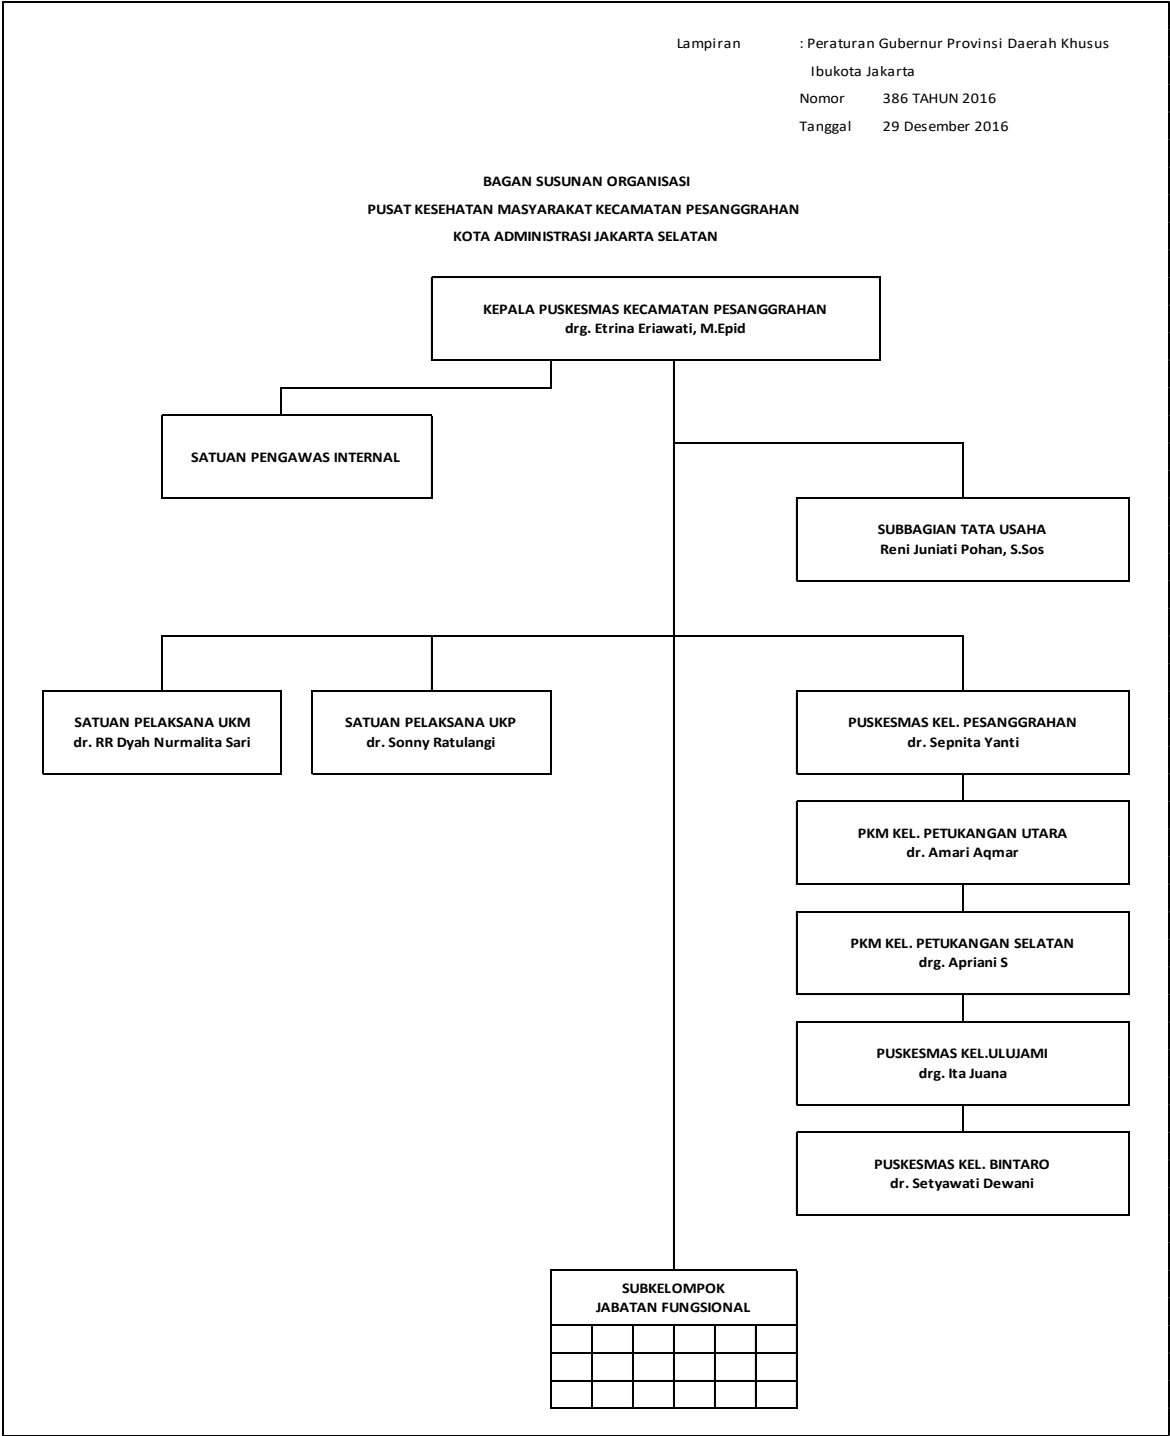 Lampiran : Peraturan Gubernur Provinsi Daerah Khusus
Ibukota Jakarta
Nomor 386 TAHUN 2016
Tanggal 29 Desember 2016
BAGAN SUSUNAN ORGANISASI
PUSAT KESEHATAN MASYARAKAT KECAMATAN PESANGGRAHAN
KOTA ADMINISTRASI JAKARTA SELATAN
KEPALA PUSKESMAS KECAMATAN PESANGGRAHAN
drg. Etrina Eriawati, M.Epid
SATUAN PENGAWAS INTERNAL
SUBBAGIAN TATA USAHA
Reni Juniati Pohan, S.Sos
SATUAN PELAKSANA UKM
dr. RR Dyah Nurmalita Sari
SATUAN PELAKSANA UKP
dr. Sonny Ratulangi
PUSKESMAS KEL. PESANGGRAHAN
dr. Sepnita Yanti
PKM KEL. PETUKANGAN UTARA
dr. Amari Aqmar
PKM KEL. PETUKANGAN SELATAN
drg. Apriani S
PUSKESMAS KEL.ULUJAMI
drg. Ita Juana
PUSKESMAS KEL. BINTARO
dr. Setyawati Dewani
SUBKELOMPOK
JABATAN FUNGSIONAL